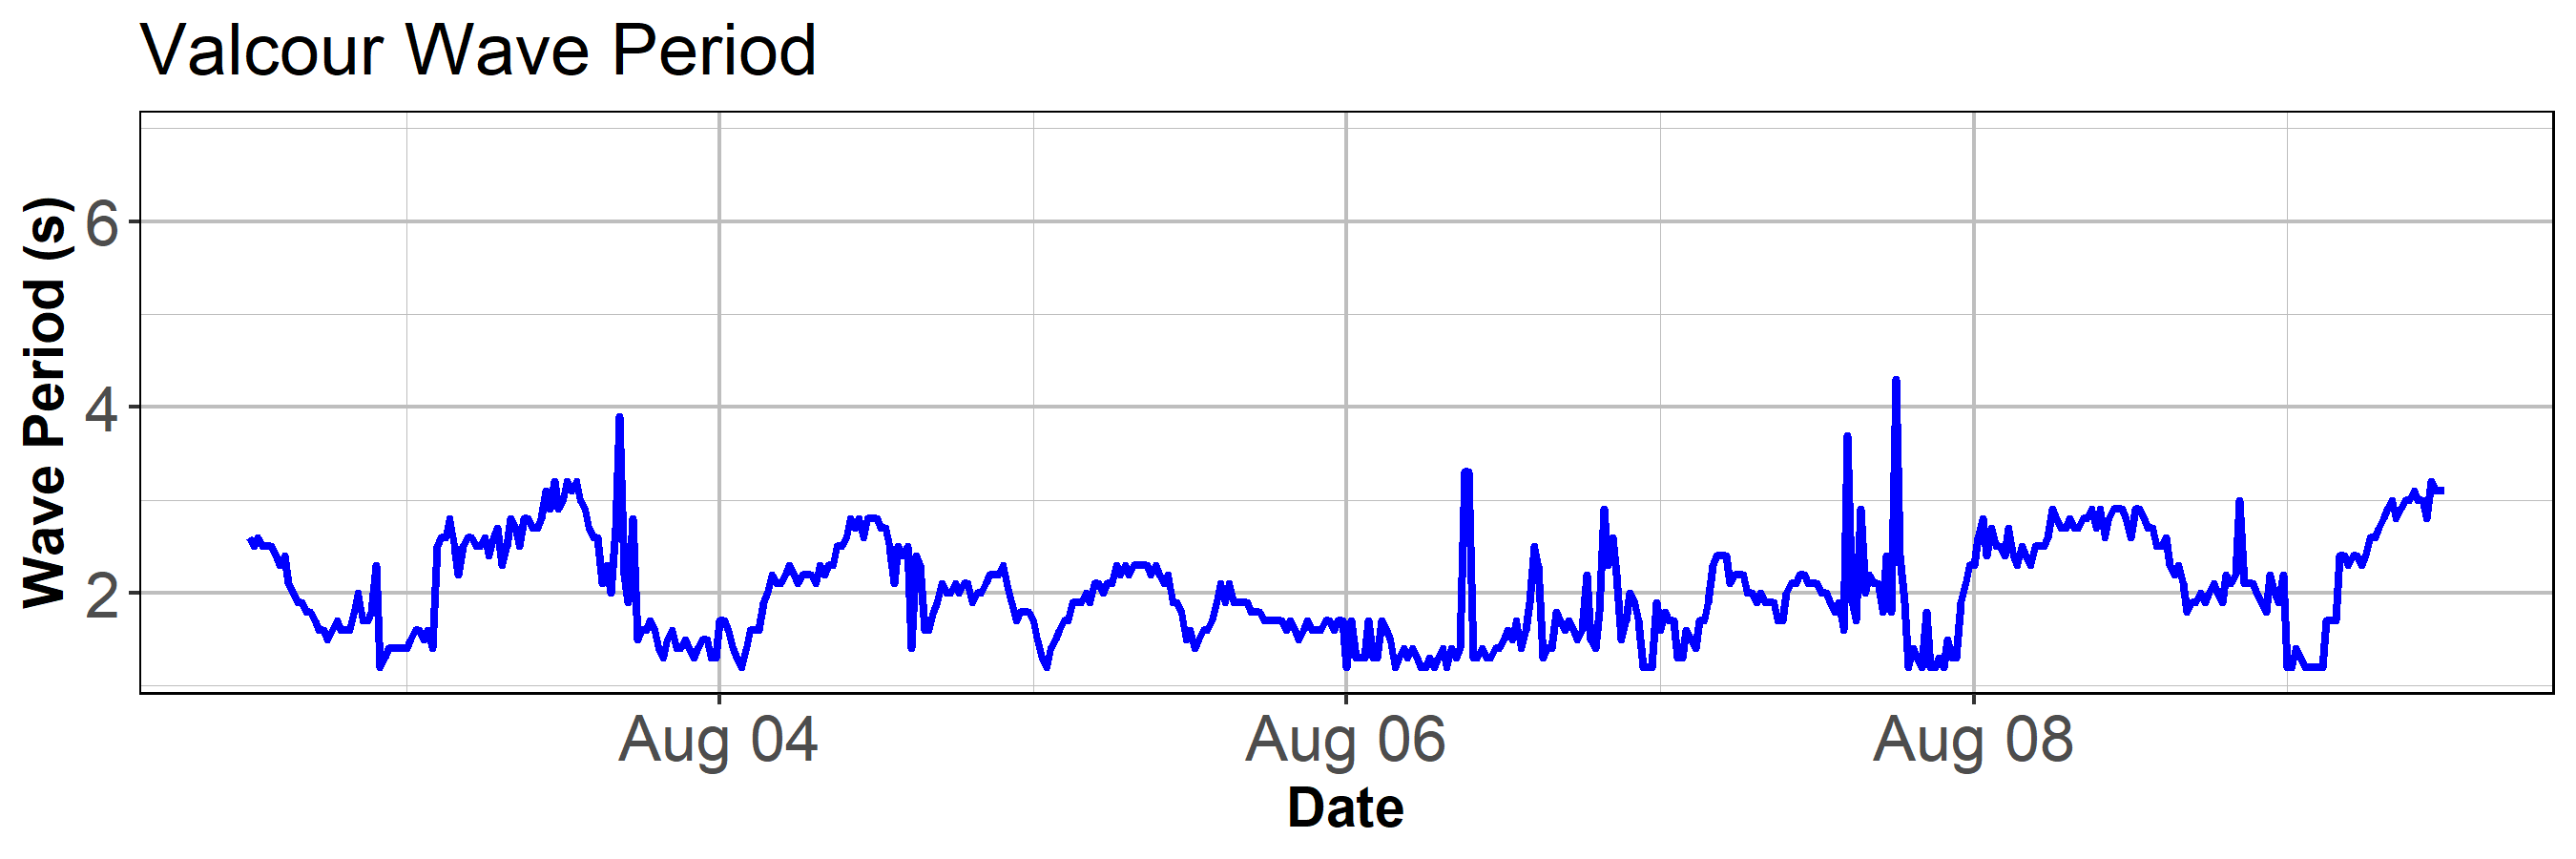 Valcour Wave Period
Wave Period (s)
6
4
2
Aug 04
Aug 06
Aug 08
Date